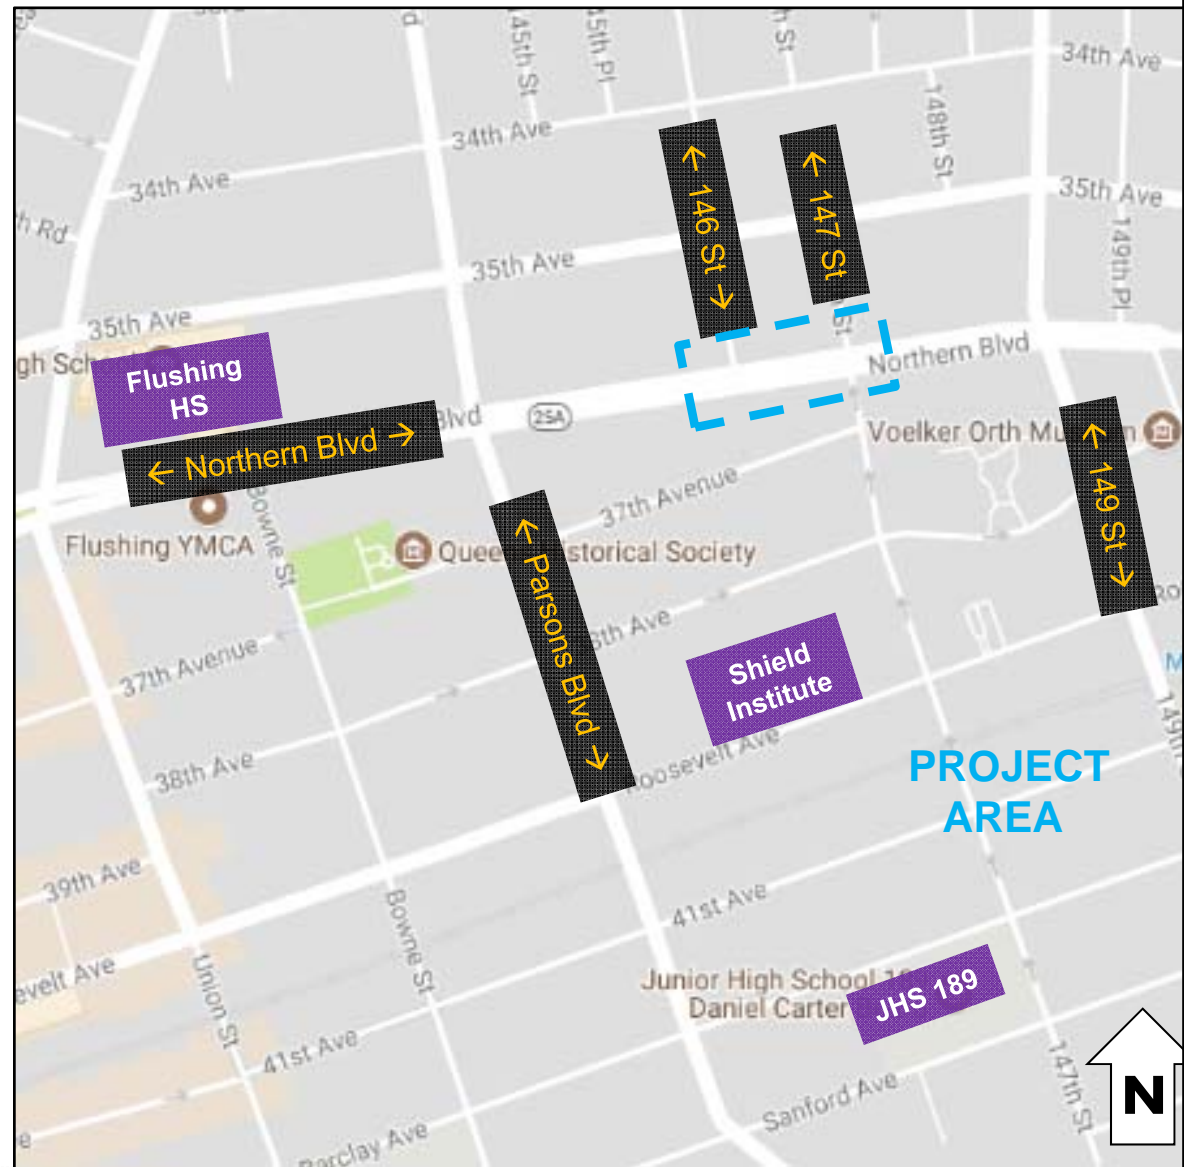 45th St
45th Pl
34th Ave
34th Ave
34th Ave
148th St
← 146 St →
← 147 St
35th Ave
35th Ave
35th Ave
149th Pl
Flushing
HS
Northern Blvd
Blvd
25A
← Northern Blvd →
Voelker Orth
← 149 St →
Flushing YMCA
Bowne St
Historical Society
37th Avenue
← Parsons Blvd →
37th Avenue
Shield
Institute
Roosevelt Ave
38th Ave
PROJECT
AREA
39th Ave
Bowne St
41st Ave
Union St
Junior High School
Daniel Carter
JHS 189
41st Ave
147th St
Sanford Ave
Barclay Ave
N